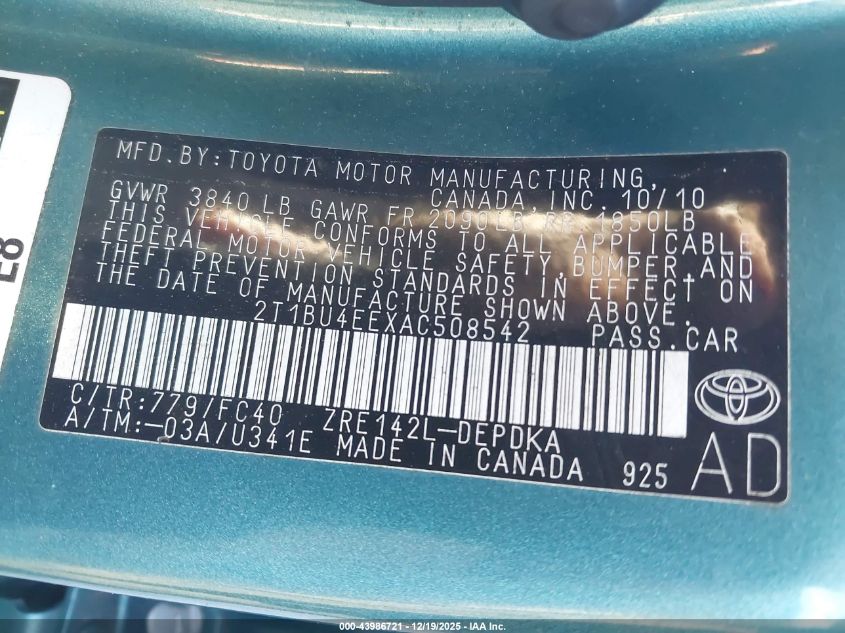 MFD.BY:TOYOTA MOTOR MANUFACTURING,
CANADA,INC. 10/10
GVWR 3840LB GAWR FR 2090LB RR 1850LB
THIS VEHICLE CONFORMS TO ALL APPLICABLE
FEDERAL MOTOR VEHICLE SAFETY,BUMPER,AND
THEFT PREVENTION STANDARDS IN EFFECT ON
THE DATE OF MANUFACTURE SHOWN ABOVE.
2T1BU4EEXAC508542 PASS.CAR
C/TR:779/FC40 ZRE142L-DEPDKA
A/TM:-03A/U341E MADE IN CANADA 925
AD
E8
000-43986721 - 12/19/2025 - IAA Inc.